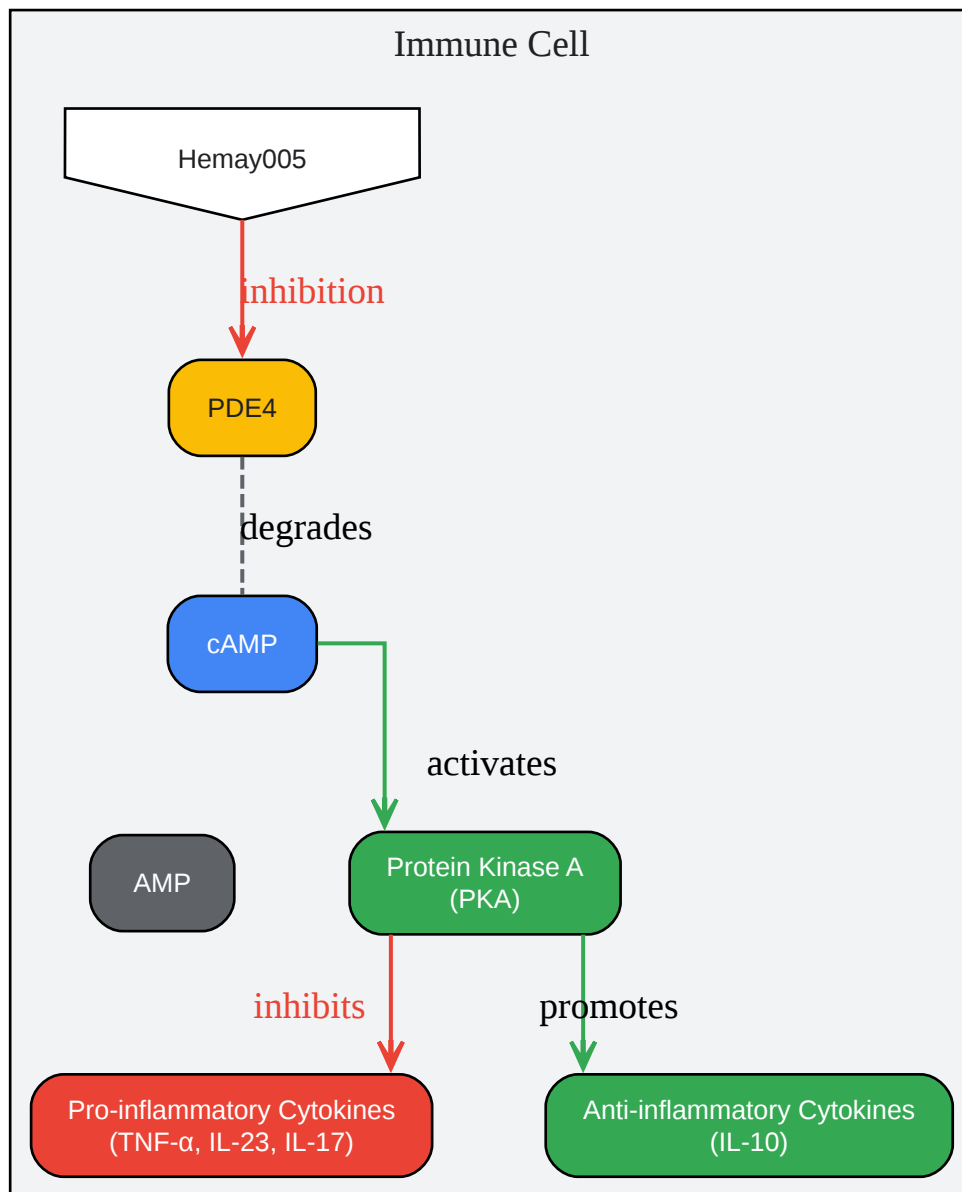 Immune Cell
Hemay005
inhibition
PDE4
degrades
cAMP
activates
AMP
Protein Kinase A
(PKA)
inhibits
promotes
Pro-inflammatory Cytokines
(TNF-α, IL-23, IL-17)
Anti-inflammatory Cytokines
(IL-10)